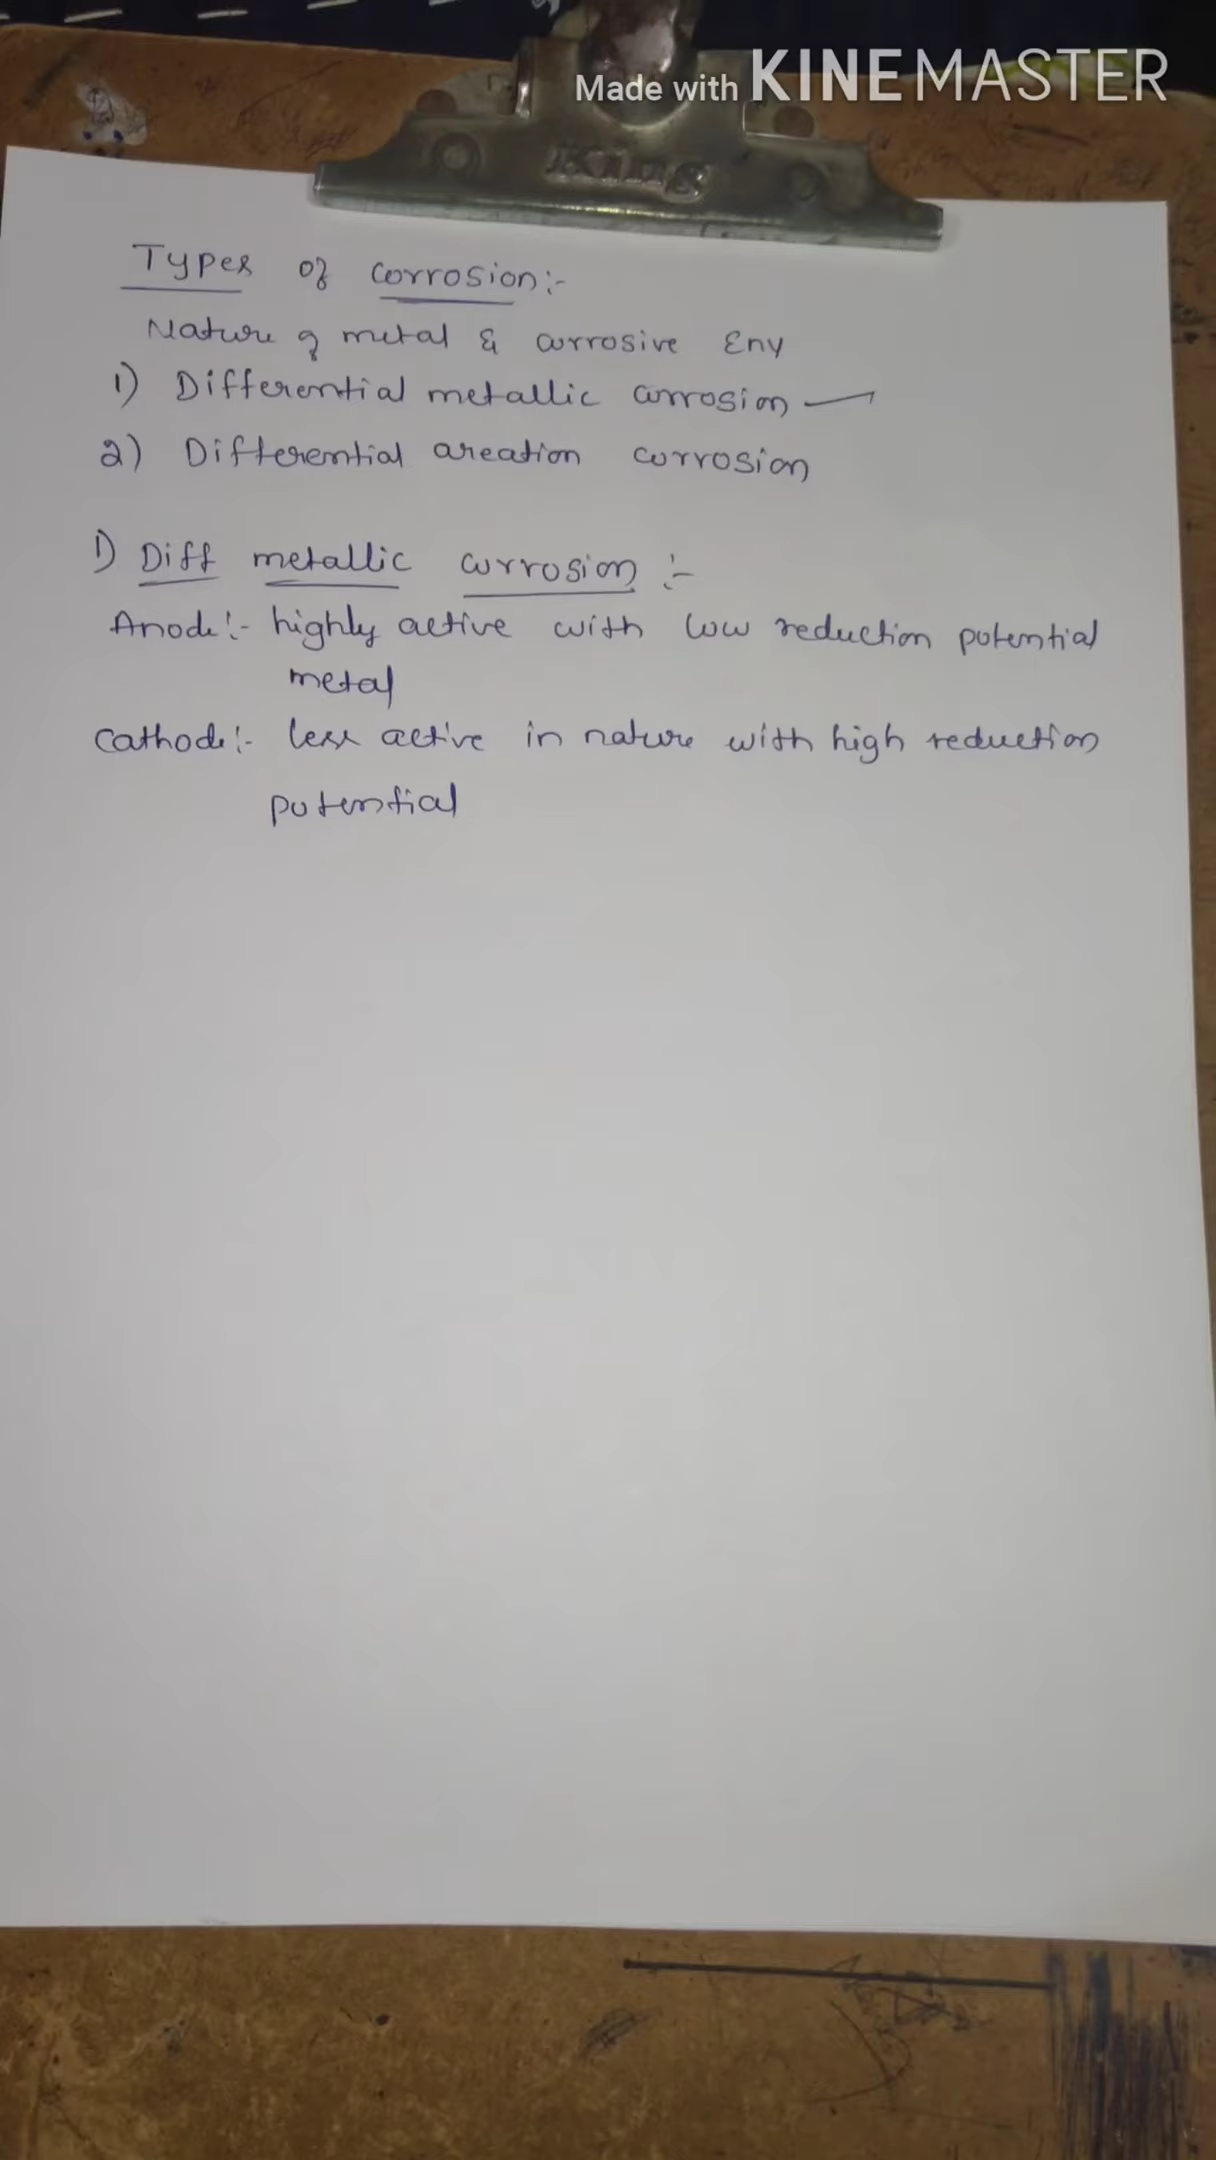 Made with KINEMASTER
King
Types of corrosion:-
Nature of metal & corrosive Env
1) Differential metallic corrosion —
2) Differential areation corrosion
1) Diff metallic corrosion :-
Anode:- highly active with low reduction potential
metal
Cathode:- less active in nature with high reduction
potential